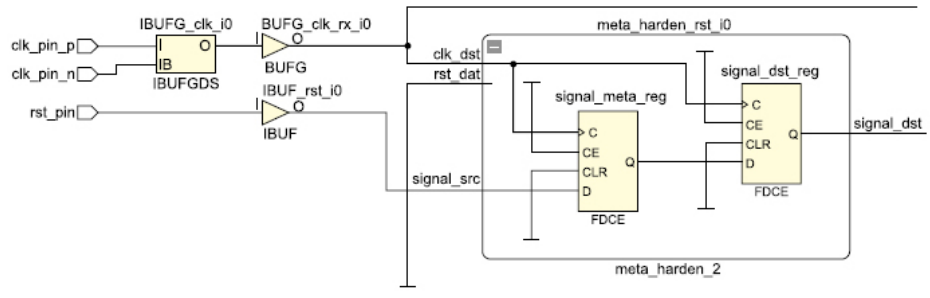 IBUFG_clk_i0
BUFG_clk_rx_i0
meta_harden_rst_i0
clk_pin_p
I
O
I
O
clk_pin_n
IB
BUFG
IBUFGDS
clk_dst
rst_dat
signal_dst_reg
IBUF_rst_i0
signal_meta_reg
rst_pin
I
O
IBUF
C
CE
CLR
D
Q
FDCE
signal_dst
signal_src
C
CE
CLR
D
Q
FDCE
meta_harden_2